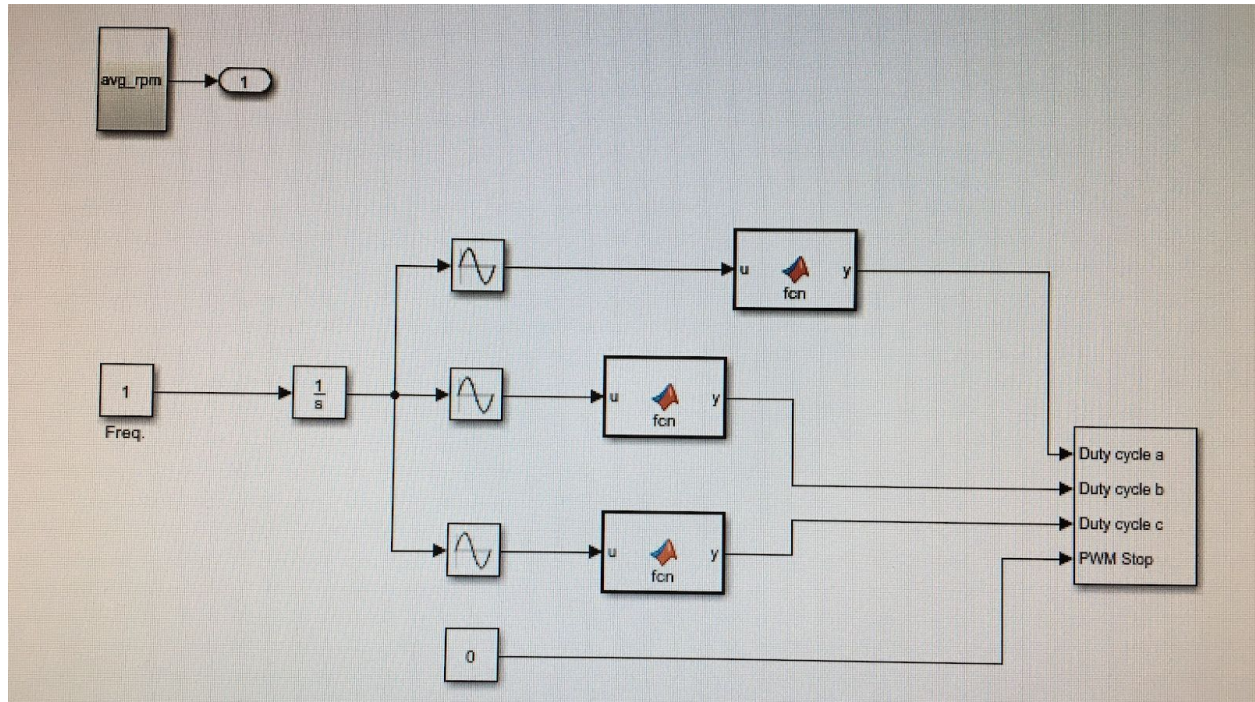 avg_rpm
1
u
fcn
y
1
Freq.
1
s
u
fcn
y
Duty cycle a
Duty cycle b
Duty cycle c
PWM Stop
u
fcn
y
0